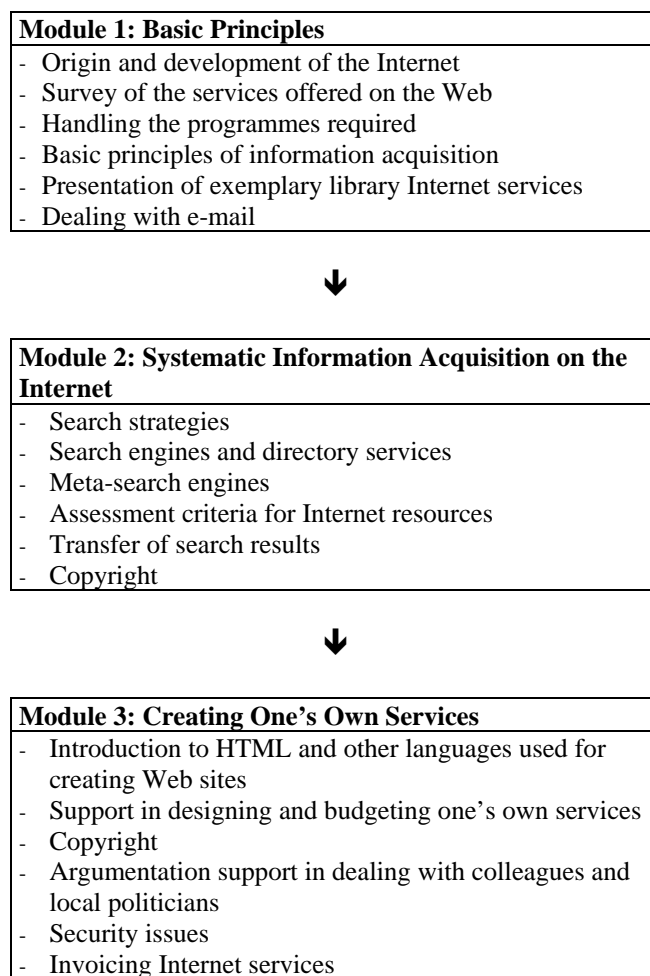 Module 1: Basic Principles
- Origin and development of the Internet
- Survey of the services offered on the Web
- Handling the programmes required
- Basic principles of information acquisition
- Presentation of exemplary library Internet services
- Dealing with e-mail
🡻
Module 2: Systematic Information Acquisition on the
Internet
- Search strategies
- Search engines and directory services
- Meta-search engines
- Assessment criteria for Internet resources
- Transfer of search results
- Copyright
🡻
Module 3: Creating One’s Own Services
- Introduction to HTML and other languages used for
creating Web sites
- Support in designing and budgeting one’s own services
- Copyright
- Argumentation support in dealing with colleagues and
local politicians
- Security issues
- Invoicing Internet services